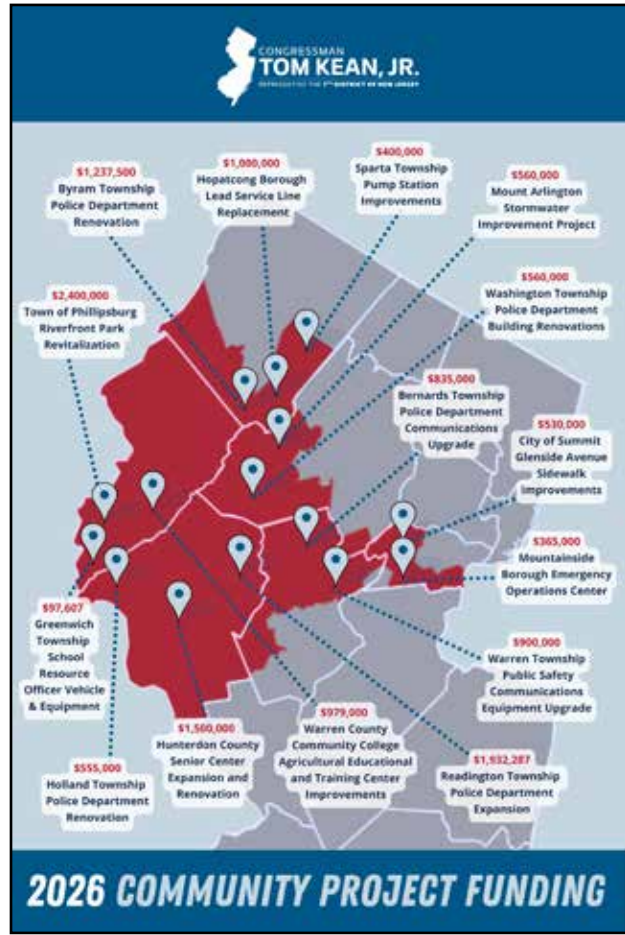 CONGRESSMAN
TOM KEAN, JR.
REPRESENTING THE 7TH DISTRICT OF NEW JERSEY
$1,237,500
Byram Township
Police Department
Renovation
$1,000,000
Hopatcong Borough
Lead Service Line
Replacement
$400,000
Sparta Township
Pump Station
Improvements
$560,000
Mount Arlington
Stormwater
Improvement Project
$2,400,000
Town of Phillipsburg
Riverfront Park
Revitalization
$560,000
Washington Township
Police Department
Building Renovations
$835,000
Bernards Township
Police Department
Communications
Upgrade
$530,000
City of Summit
Glenside Avenue
Sidewalk
Improvements
$365,000
Mountainside
Borough Emergency
Operations Center
$97,607
Greenwich
Township
School
Resource
Officer Vehicle
& Equipment
$900,000
Warren Township
Public Safety
Communications
Equipment Upgrade
$1,500,000
Hunterdon County
Senior Center
Expansion and
Renovation
$979,000
Warren County
Community College
Agricultural Educational
and Training Center
Improvements
$555,000
Holland Township
Police Department
Renovation
$1,932,287
Readington Township
Police Department
Expansion
2026 COMMUNITY PROJECT FUNDING